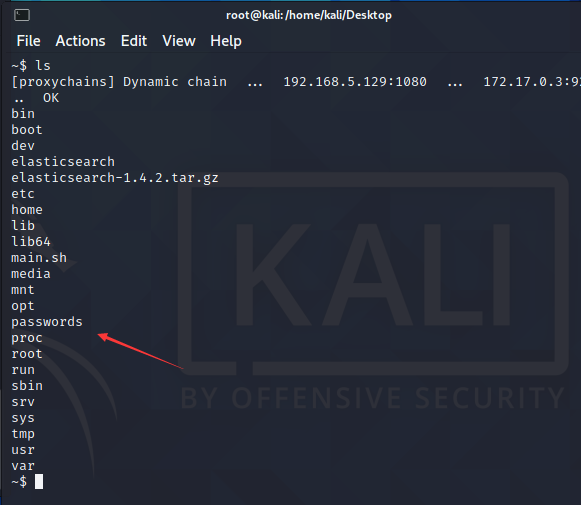 root@kali: /home/kali/Desktop
File Actions Edit View Help
~$ ls
[proxychains] Dynamic chain ... 192.168.5.129:1080 ... 172.17.0.3:92
.. OK
bin
boot
dev
elasticsearch
elasticsearch-1.4.2.tar.gz
etc
home
lib
lib64
main.sh
media
mnt
opt
passwords
proc
root
run
sbin
srv
sys
tmp
usr
var
~$
KALI
BY OFFENSIVE SECURITY